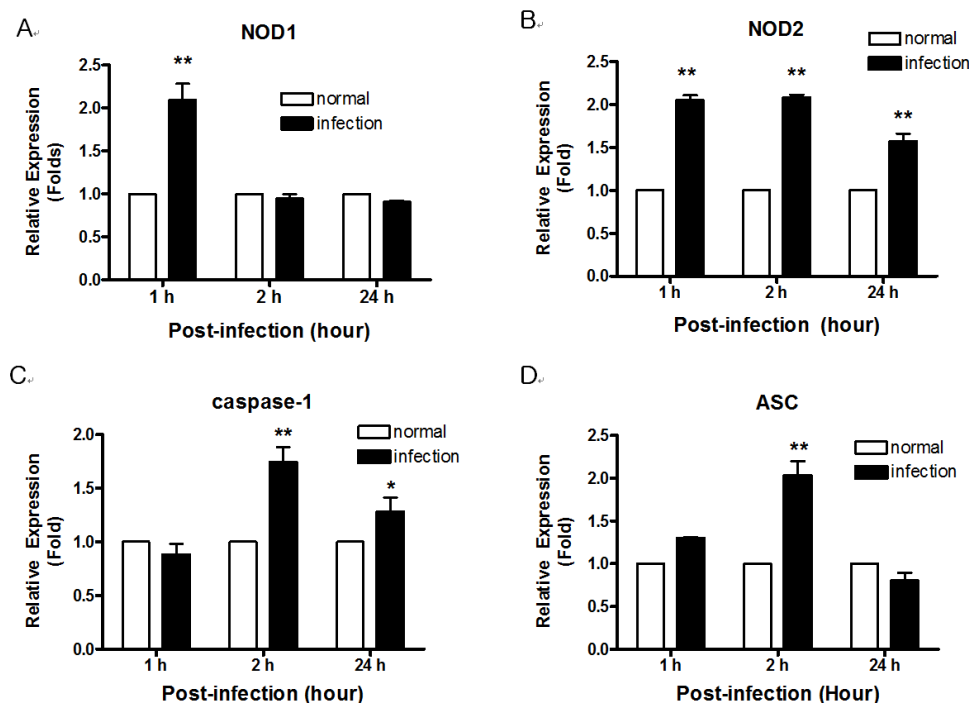 A
NOD1
**
normal
infection
2.5
2.0
1.5
1.0
0.5
0.0
Relative Expression
(Folds)
1 h
2 h
24 h
Post-infection (hour)
B
NOD2
normal
infection
**
**
**
2.5
2.0
1.5
1.0
0.5
0.0
Relative Expression
(Fold)
1 h
2 h
24 h
Post-infection (hour)
C
caspase-1
normal
infection
**
*
2.0
1.5
1.0
0.5
0.0
Relative Expression
(Fold)
1 h
2 h
24 h
Post-infection (hour)
D
ASC
normal
infection
**
2.5
2.0
1.5
1.0
0.5
0.0
Relative Expression
(Fold)
1 h
2 h
24 h
Post-infection (Hour)